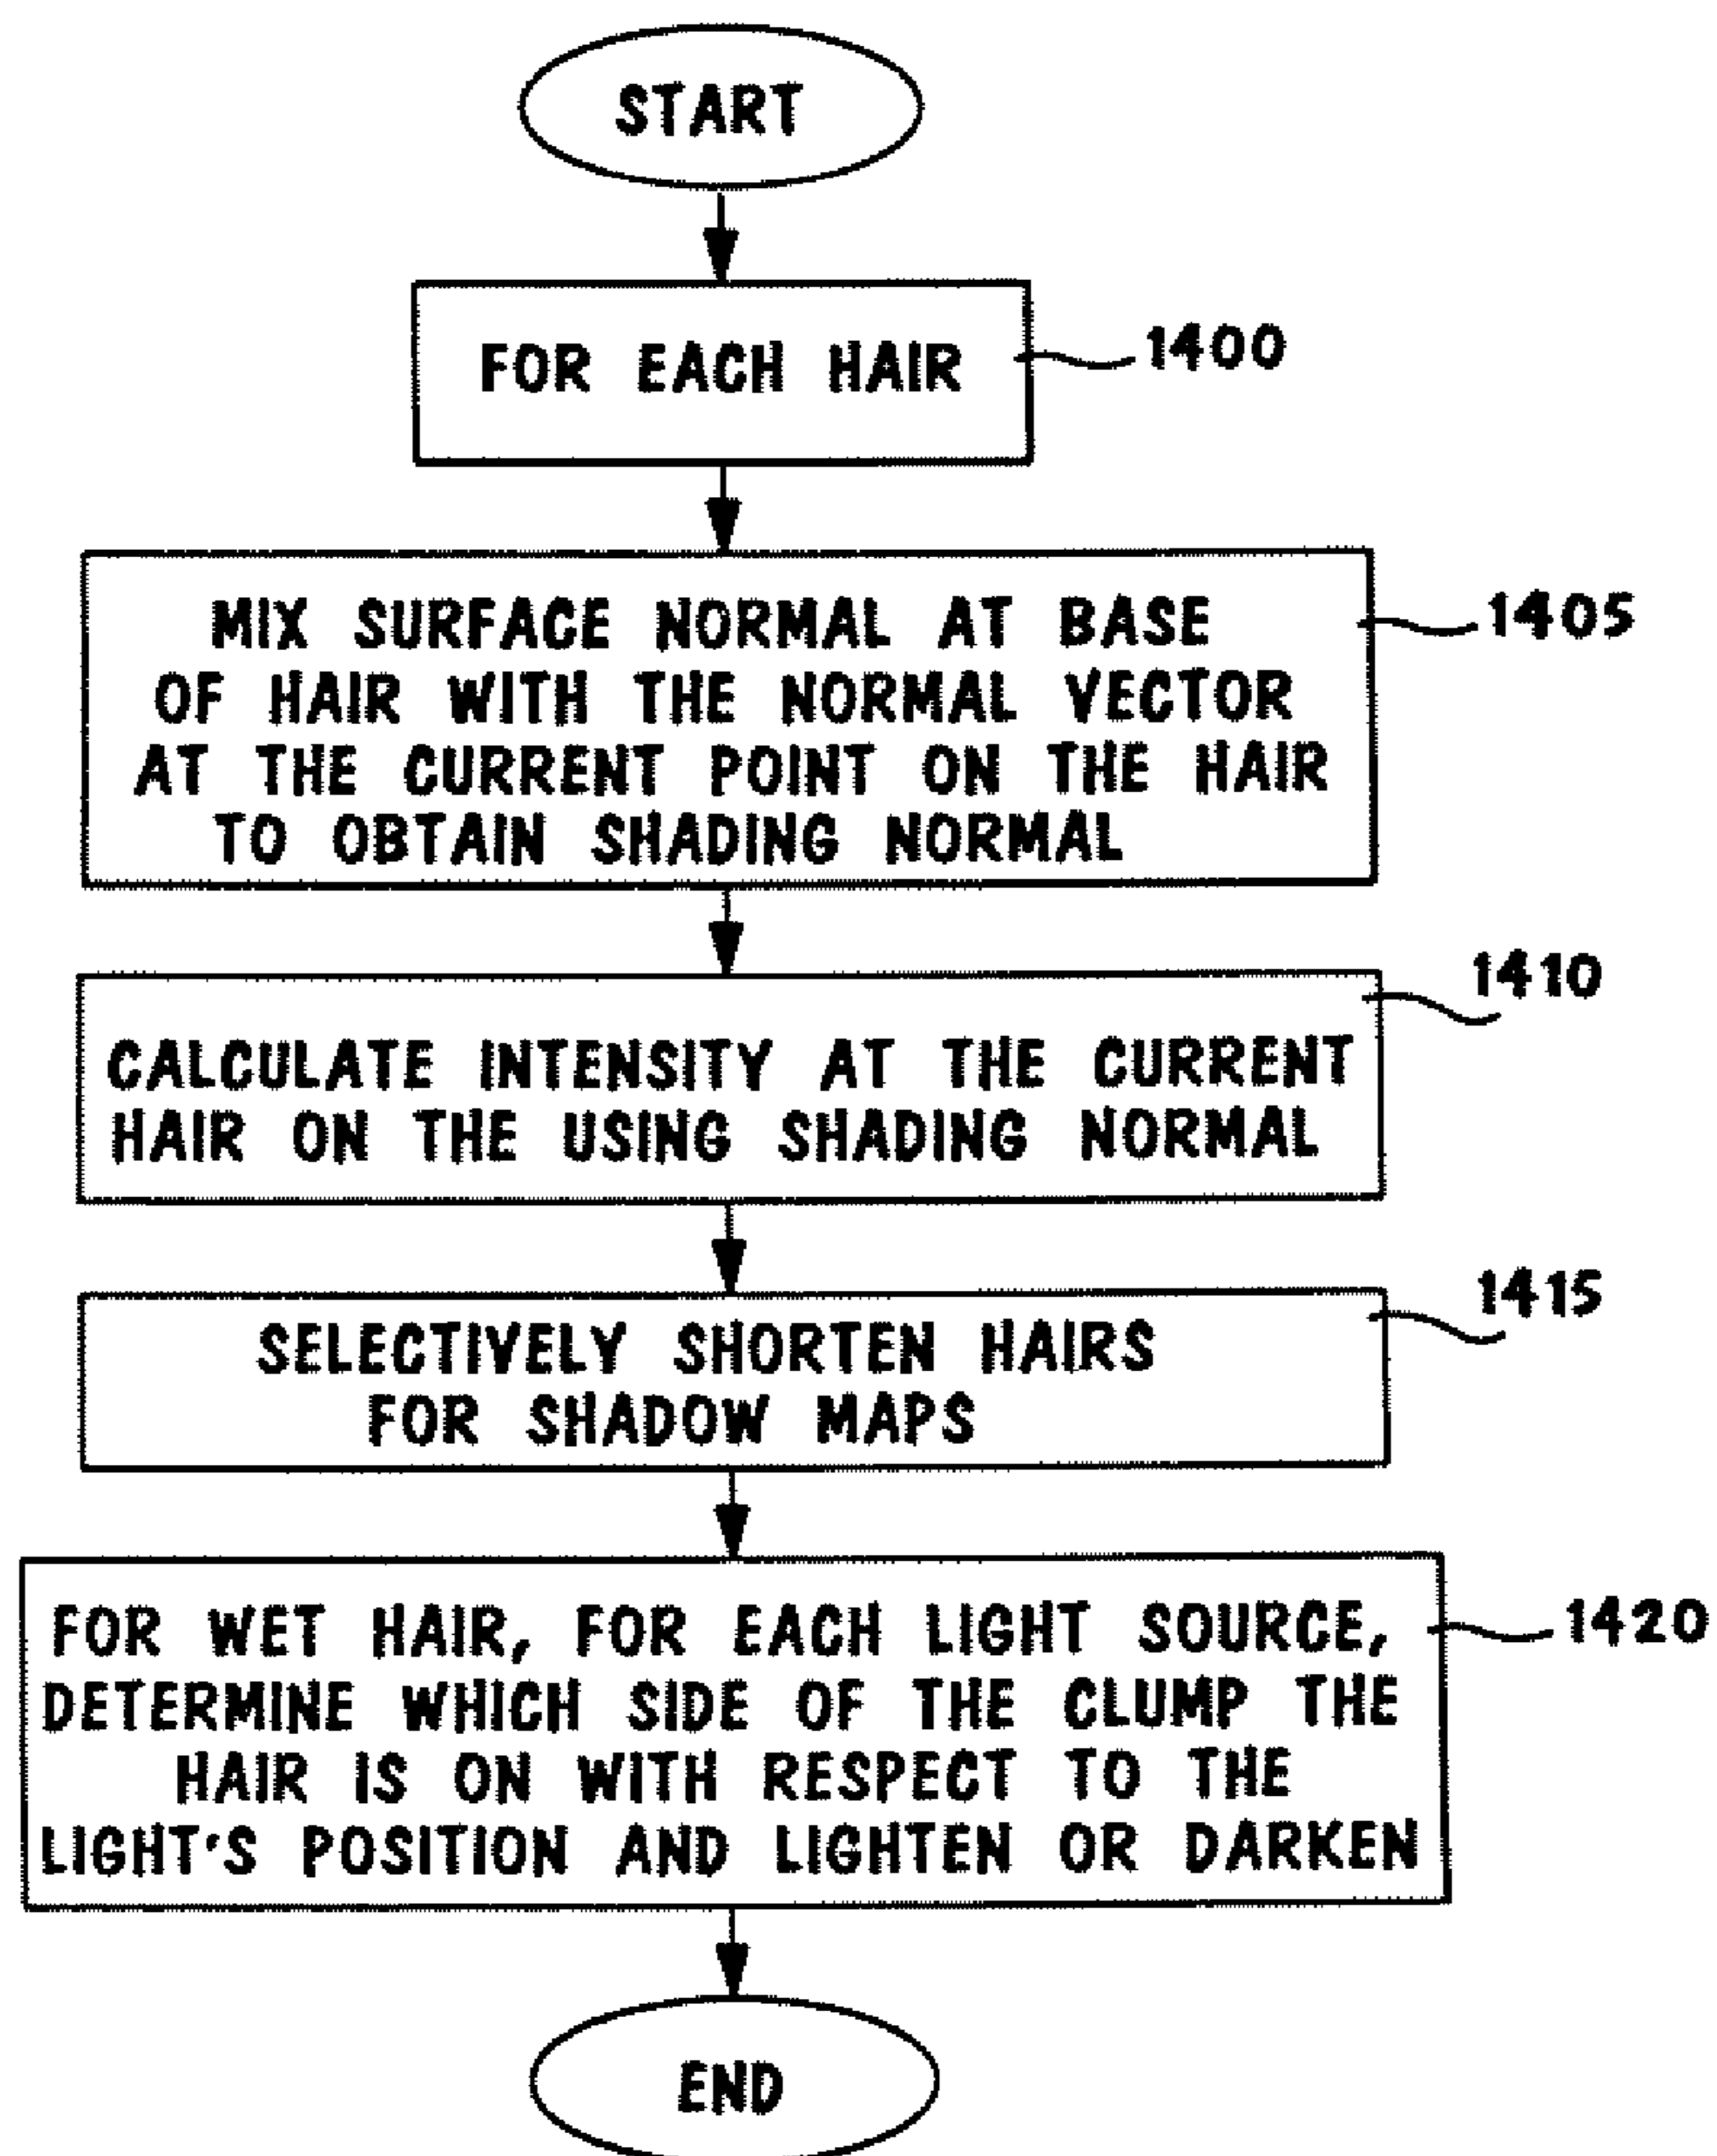 START
FOR EACH HAIR
1400
MIX SURFACE NORMAL AT BASE
OF HAIR WITH THE NORMAL VECTOR
AT THE CURRENT POINT ON THE HAIR
TO OBTAIN SHADING NORMAL
1405
CALCULATE INTENSITY AT THE CURRENT
HAIR ON THE USING SHADING NORMAL
1410
SELECTIVELY SHORTEN HAIRS
FOR SHADOW MAPS
1415
FOR WET HAIR, FOR EACH LIGHT SOURCE,
DETERMINE WHICH SIDE OF THE CLUMP THE
HAIR IS ON WITH RESPECT TO THE
LIGHT'S POSITION AND LIGHTEN OR DARKEN
1420
END